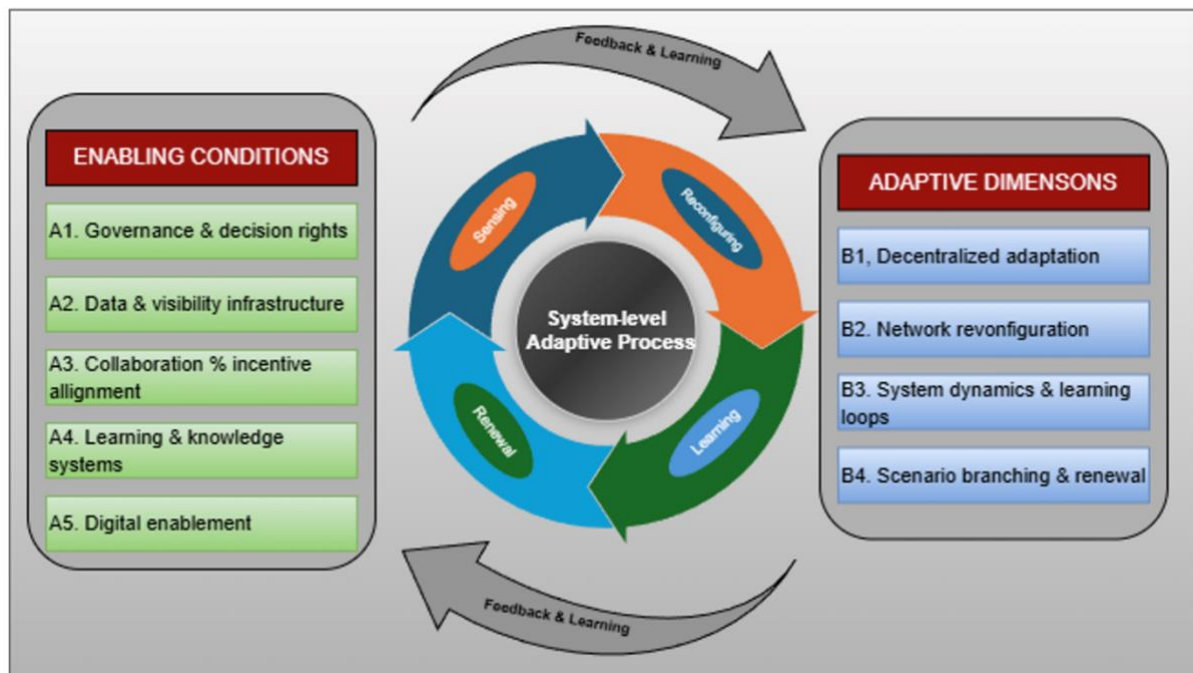 Feedback & Learning
ENABLING CONDITIONS
A1. Governance & decision rights
A2. Data & visibility infrastructure
A3. Collaboration % incentive
allignment
A4. Learning & knowledge
systems
A5. Digital enablement
Sensing
Reconfiguring
System-level
Adaptive Process
Renewal
Learning
ADAPTIVE DIMENSONS
B1, Decentralized adaptation
B2. Network revonfiguration
B3. System dynamics & learning
loops
B4. Scenario branching & renewal
Feedback & Learning